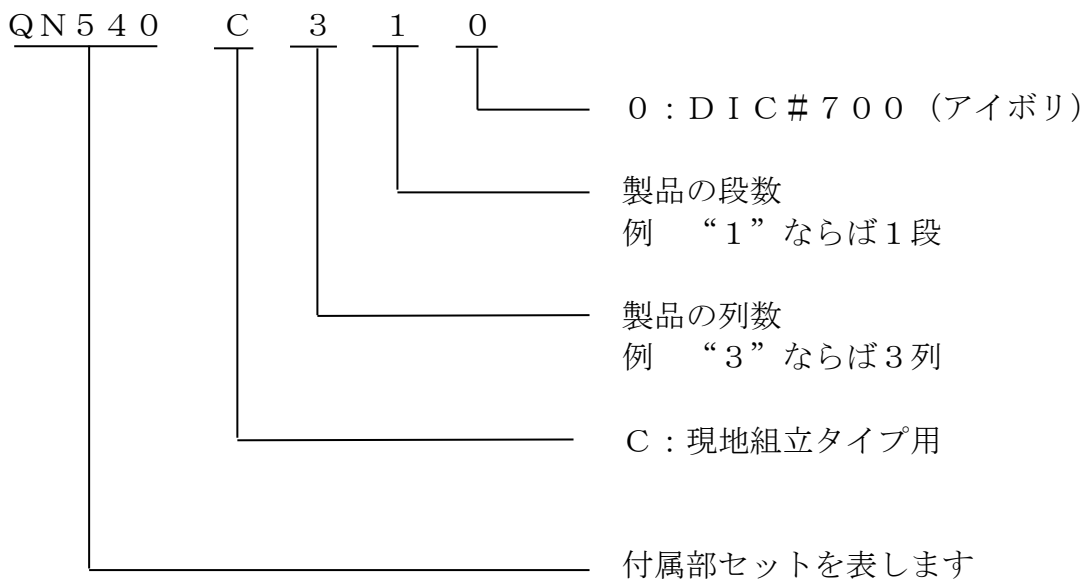 QN540 C 3 1 0
0:DIC#700(アイボリ)
製品の段数
例 “1”ならば1段
製品の列数
例 “3”ならば3列
C:現地組立タイプ用
付属部セットを表します